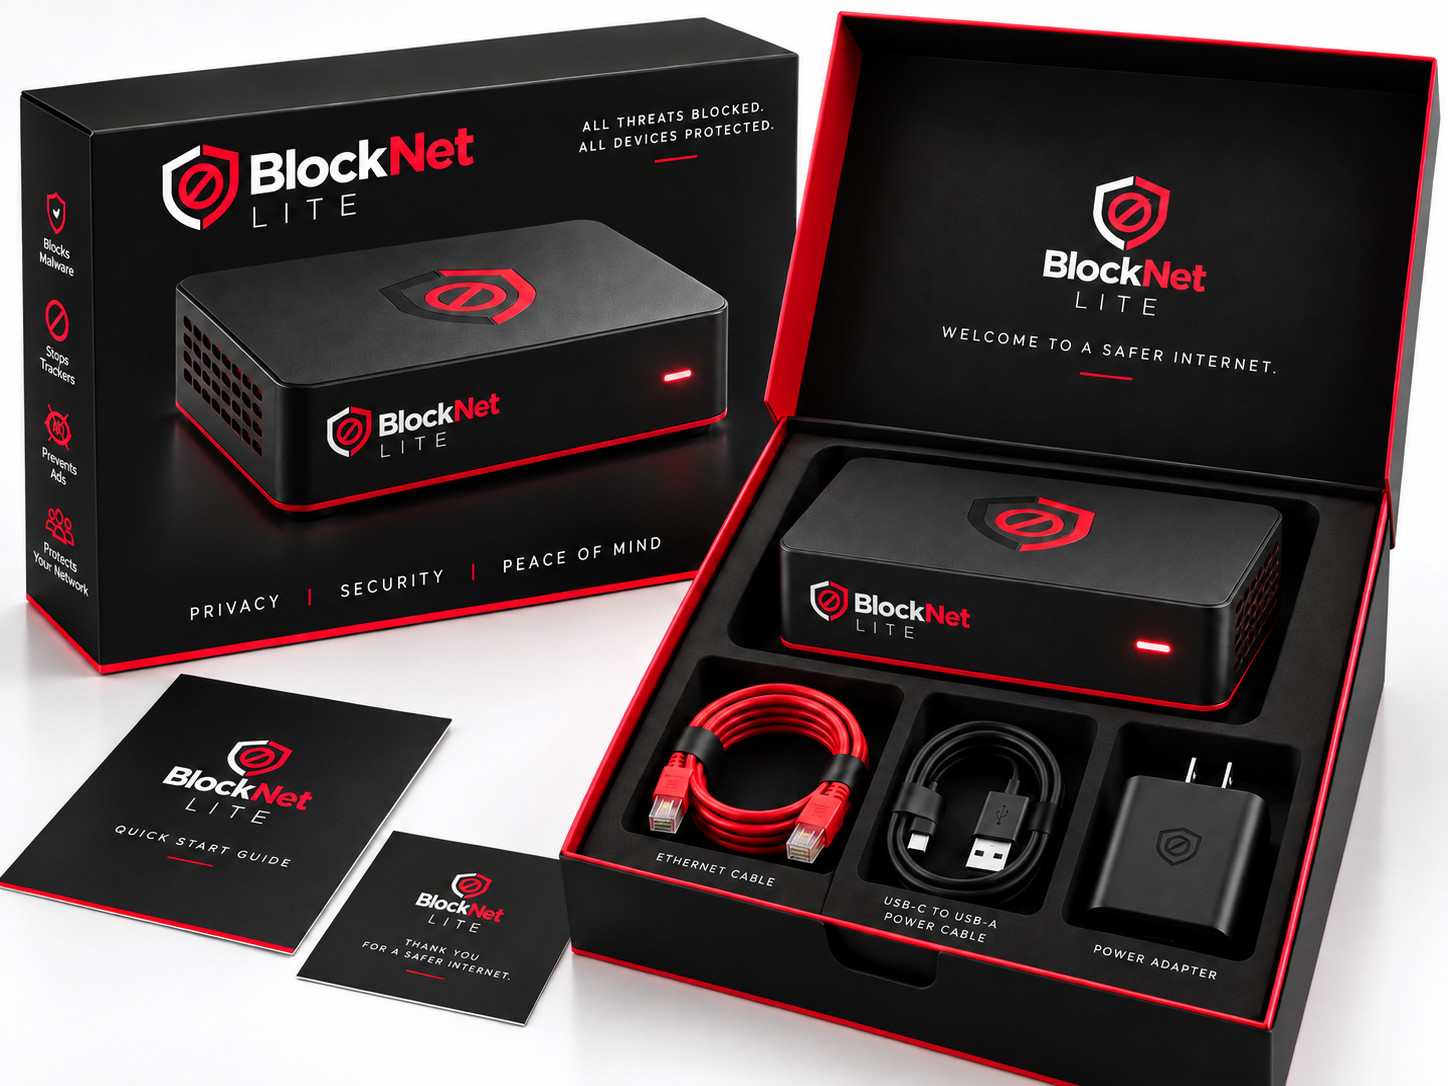 BlockNet
LITE
ALL THREATS BLOCKED.
ALL DEVICES PROTECTED.
Blocks
Malware
Stops
Trackers
AD
Prevents
Ads
Protects
Your Network
BlockNet
LITE
PRIVACY | SECURITY | PEACE OF MIND
BlockNet
LITE
WELCOME TO A SAFER INTERNET.
BlockNet
LITE
ETHERNET CABLE
USB-C TO USB-A
POWER CABLE
POWER ADAPTER
BlockNet
LITE
QUICK START GUIDE
BlockNet
LITE
THANK YOU
FOR A SAFER INTERNET.